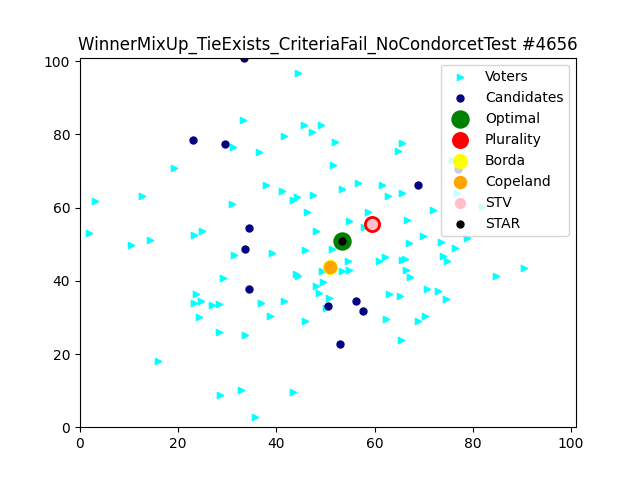 WinnerMixUp_TieExists_CriteriaFail_NoCondorcetTest #4656
100
80
60
40
20
0
0 20 40 60 80 100
Voters
Candidates
Optimal
Plurality
Borda
Copeland
STV
STAR